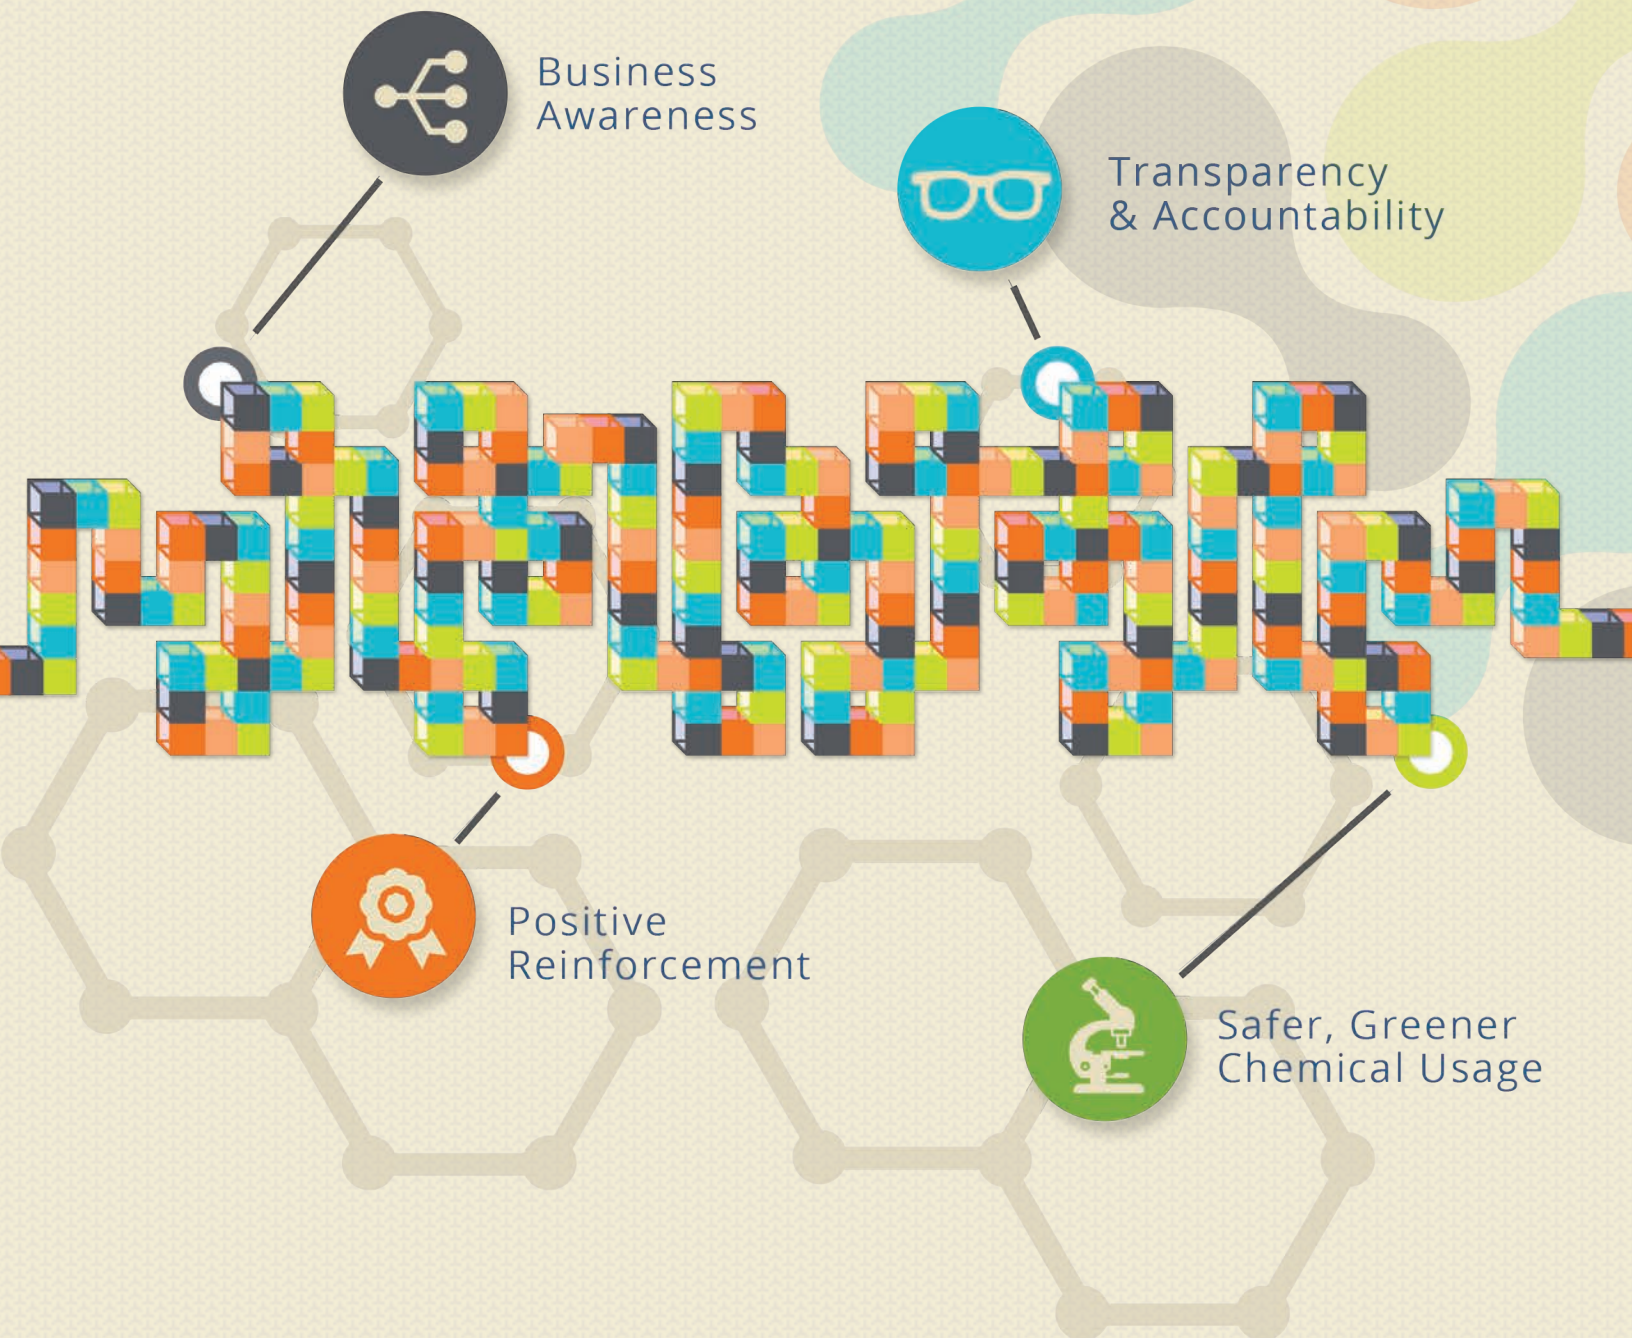 Business
Awareness
Transparency
& Accountability
Positive
Reinforcement
Safer, Greener
Chemical Usage